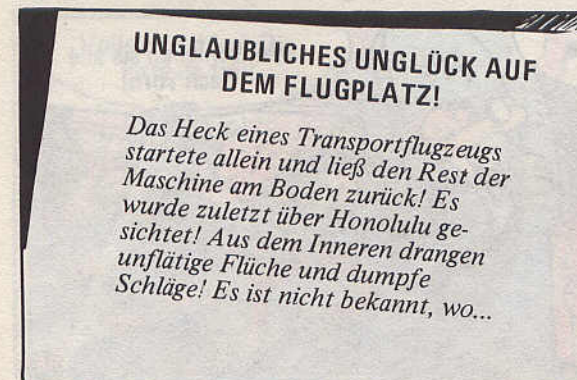 UNGLAUBLICHES UNGLÜCK AUF
DEM FLUGPLATZ!
Das Heck eines Transportflugzeugs
startete allein und ließ den Rest der
Maschine am Boden zurück! Es
wurde zuletzt über Honolulu ge-
sichtet! Aus dem Inneren drangen
unflätige Flüche und dumpfe
Schläge! Es ist nicht bekannt, wo...